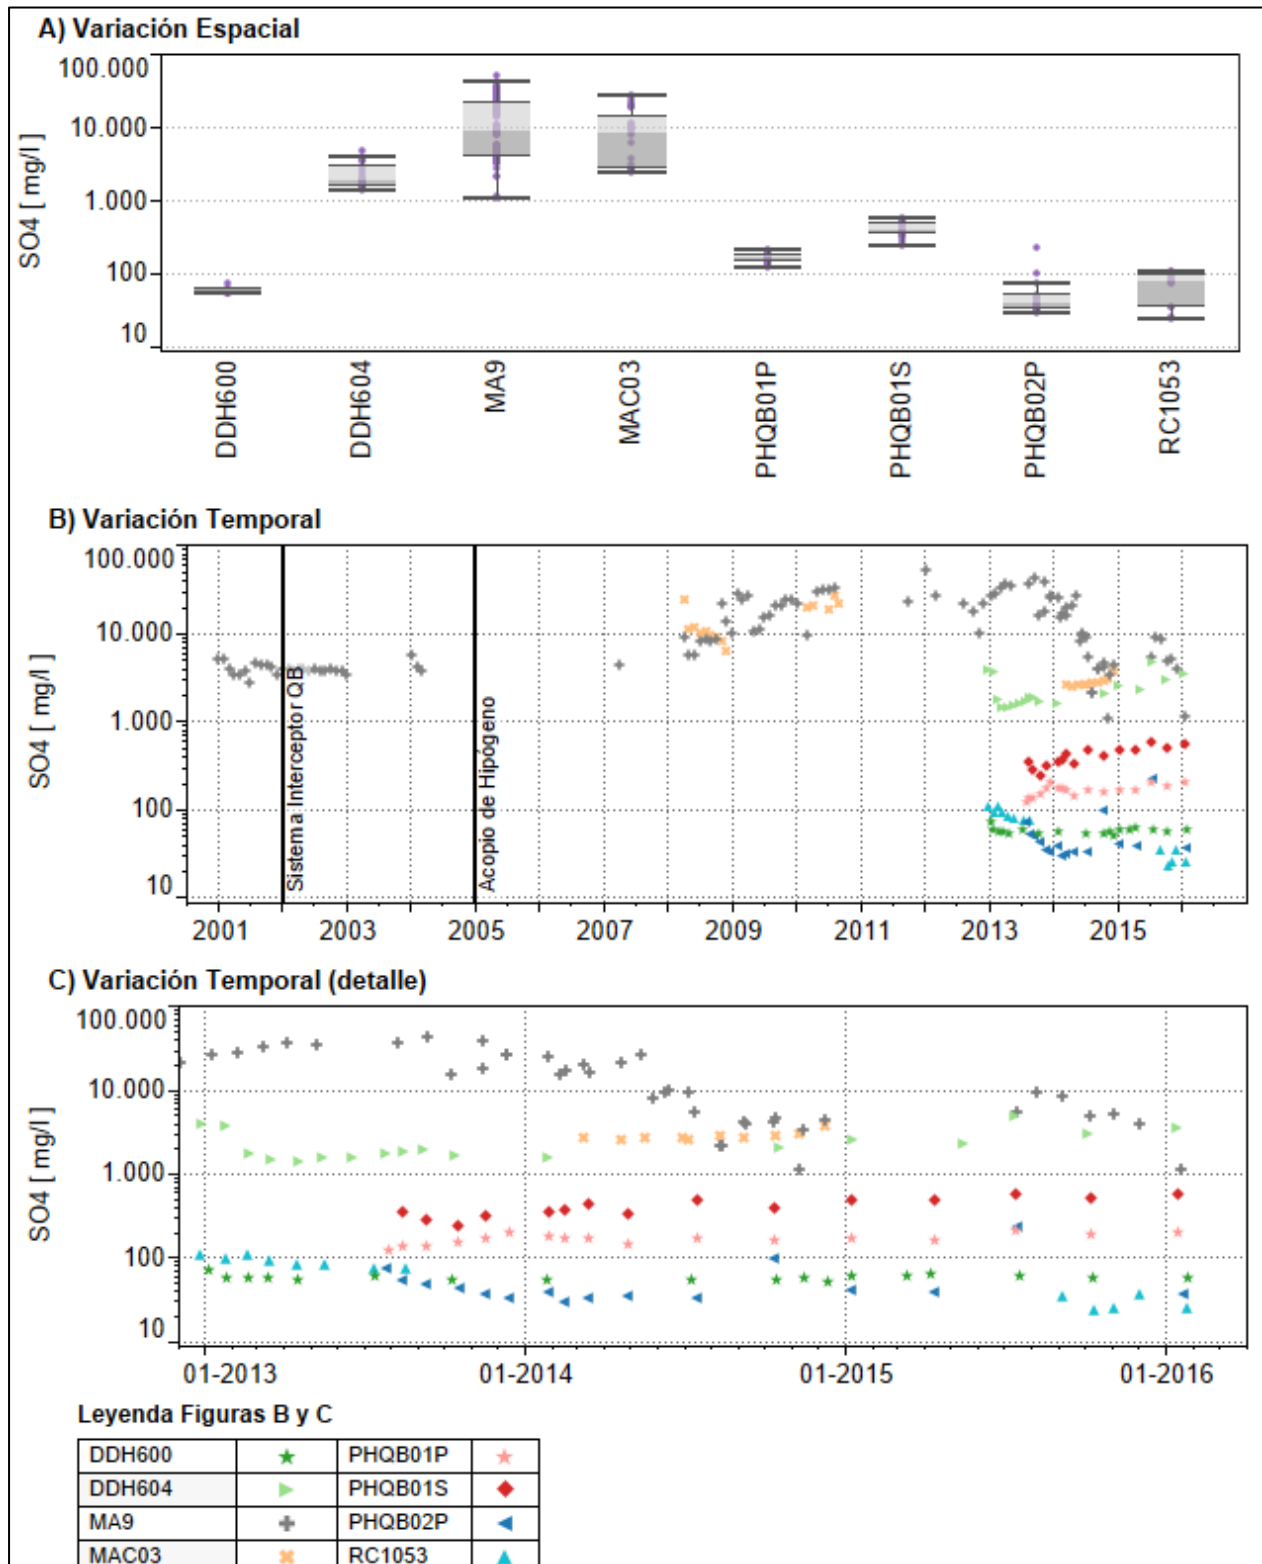 A) Variación Espacial
100.000
10.000
1.000
100
10
SO4 [ mg/l ]
DDH600
DDH604
MA9
MAC03
PHQB01P
PHQB01S
PHQB02P
RC1053
B) Variación Temporal
100.000
10.000
1.000
100
10
SO4 [ mg/l ]
Sistema Interceptor QB
Acopio de Hipógeno
2001 2003 2005 2007 2009 2011 2013 2015
C) Variación Temporal (detalle)
100.000
10.000
1.000
100
10
SO4 [ mg/l ]
01-2013 01-2014 01-2015 01-2016
Leyenda Figuras B y C
DDH600 PHQB01P
DDH604 PHQB01S
MA9 PHQB02P
MAC03 RC1053